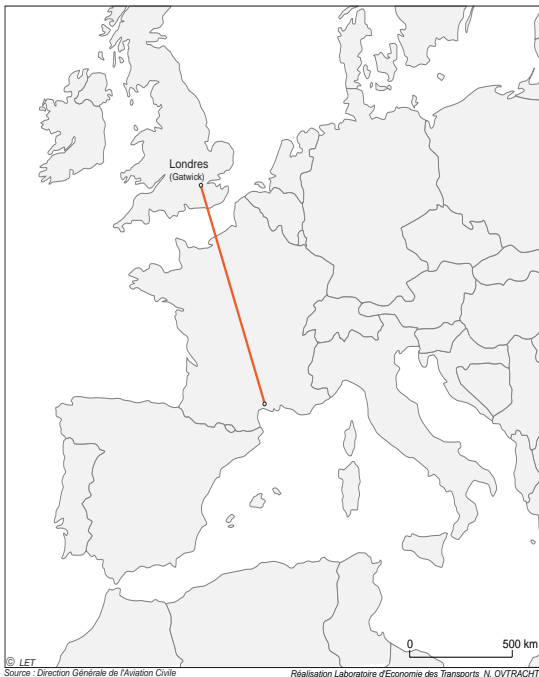 Londres
(Gatwick)
0 500 km
© LET
Source : Direction Générale de l'Aviation Civile
Réalisation Laboratoire d'Economie des Transports N. OVTRACHT